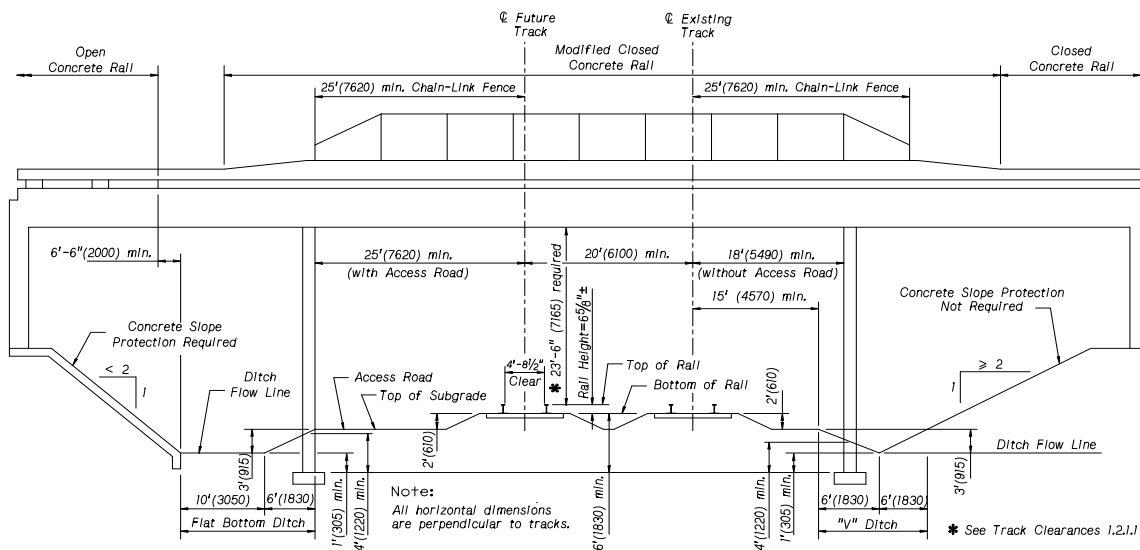 ℄ Future
Track
℄ Existing
Track
Open
Concrete Rail
Modified Closed
Concrete Rail
Closed
Concrete Rail
25'(7620) min. Chain-Link Fence
25'(7620) min. Chain-Link Fence
6'-6"(2000) min.
25'(7620) min.
(with Access Road)
20'(6100) min.
18'(5490) min.
(without Access Road)
15' (4570) min.
✱ 23'-6" (7165) required
Rail Height=6⅝"±
Concrete Slope Protection
Not Required
Concrete Slope
Protection Required
< 2
1
⩾ 2
1
4'-8½"
Clear
Top of Rail
Bottom of Rail
Ditch
Flow Line
Access Road
Top of Subgrade
2'(610)
2'(610)
3'(915)
3'(915)
Ditch Flow Line
10'(3050)
6'(1830)
Flat Bottom Ditch
1'(305) min.
4'(1220) min.
Note:
All horizontal dimensions
are perpendicular to tracks.
6'(1830) min.
4'(1220) min.
1'(305) min.
6'(1830)
6'(1830)
"V" Ditch
✱ See Track Clearances 1.2.1.1